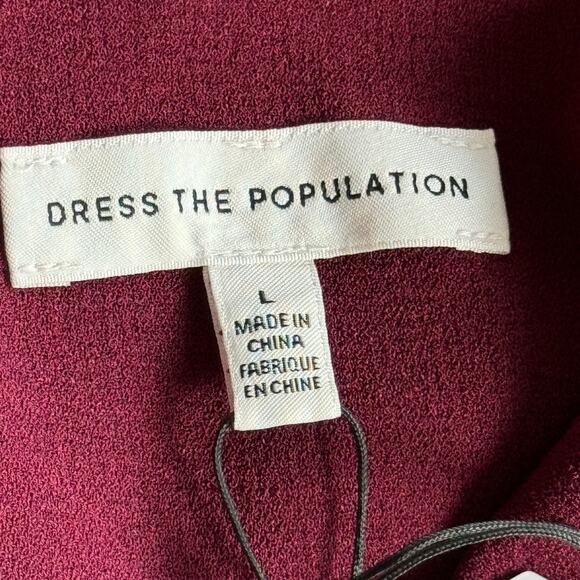 DRESS THE POPULATION
L
MADE IN
CHINA
FABRIQUE
EN CHINE